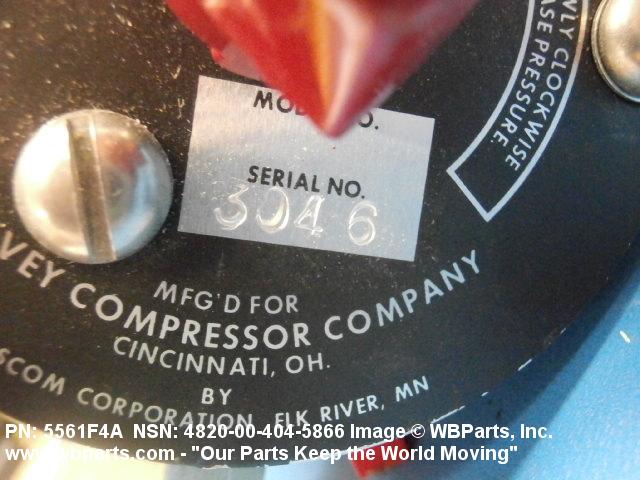 NLY CLOCKWISE
ASE PRESSURE.
MOD NO.
SERIAL NO.
3046
MFG'D FOR
VEY COMPRESSOR COMPANY
CINCINNATI, OH.
BY
SCOM CORPORATION, ELK RIVER, MN
PN: 5561F4A NSN: 4820-00-404-5866 Image © WBParts, Inc.
www.wbparts.com - "Our Parts Keep the World Moving"